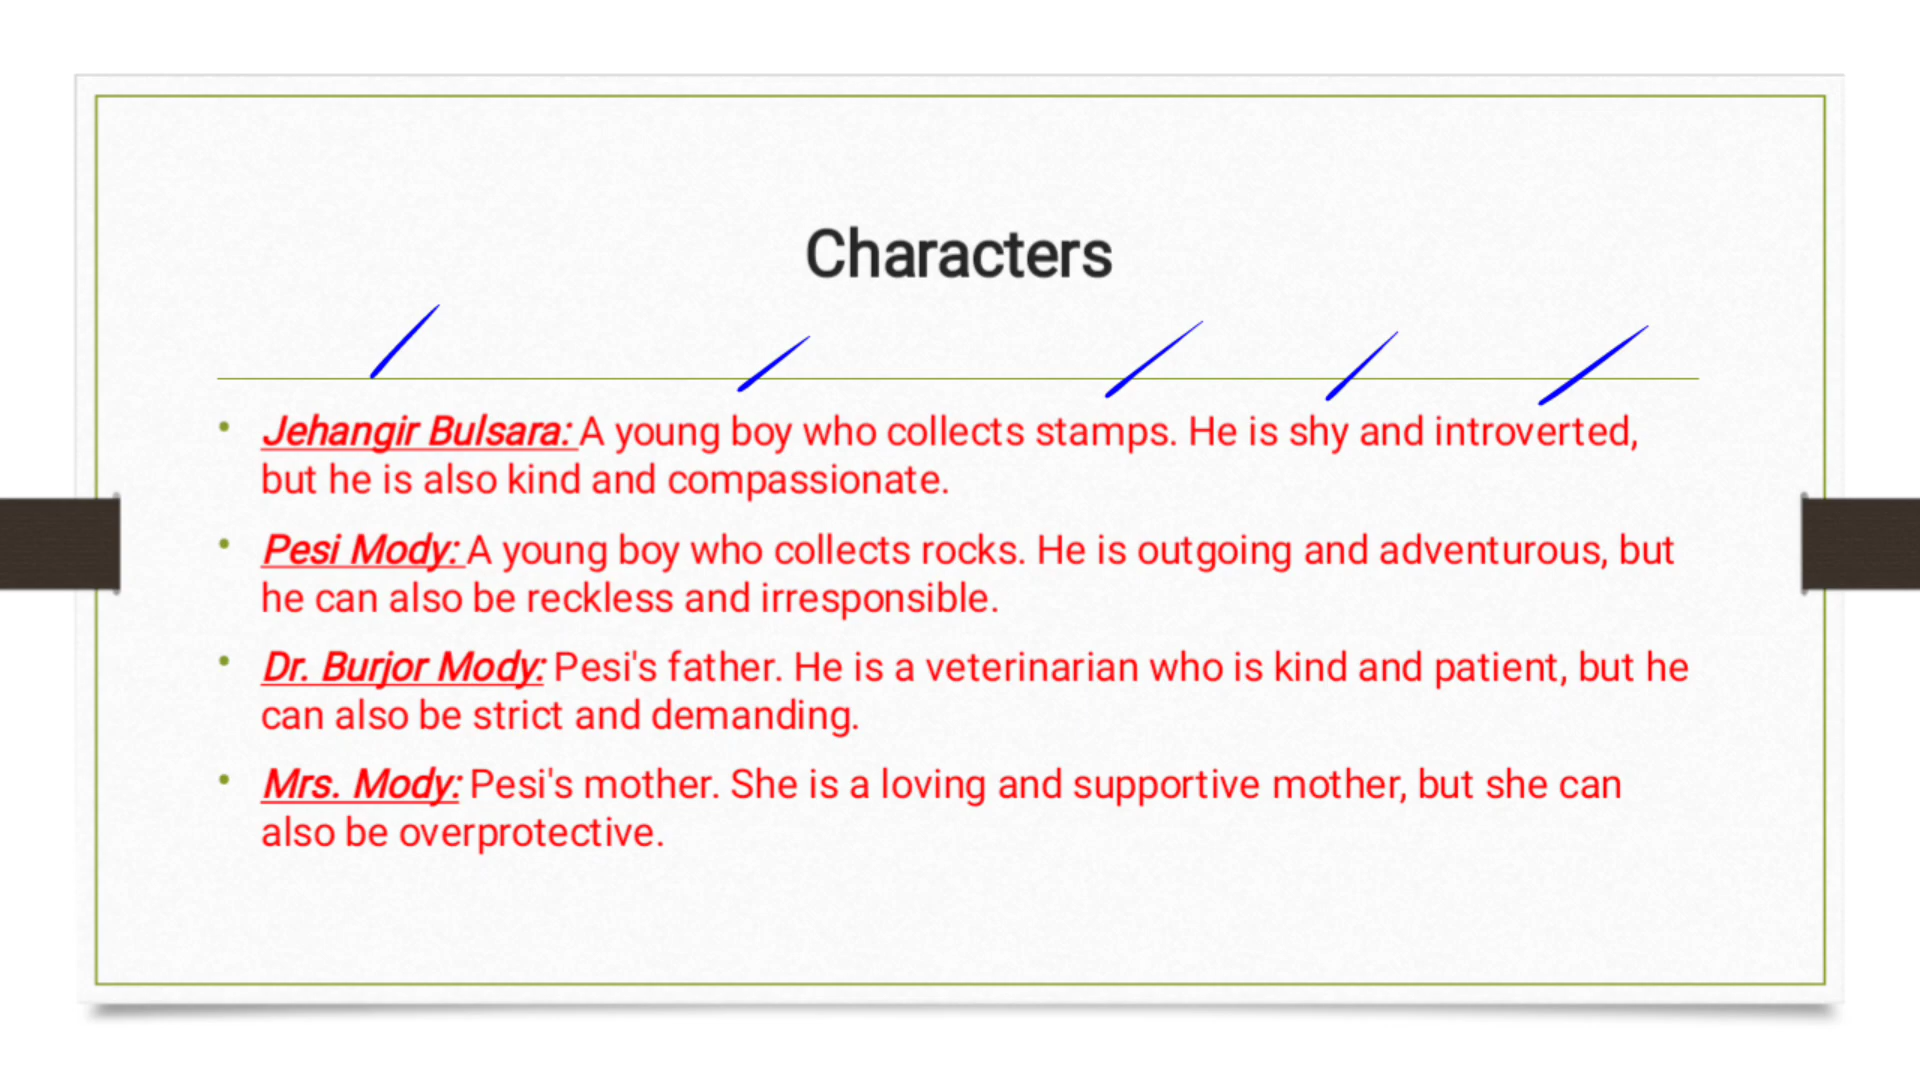 Characters
• Jehangir Bulsara: A young boy who collects stamps. He is shy and introverted,
but he is also kind and compassionate.
• Pesi Mody: A young boy who collects rocks. He is outgoing and adventurous, but
he can also be reckless and irresponsible.
• Dr. Burjor Mody: Pesi's father. He is a veterinarian who is kind and patient, but he
can also be strict and demanding.
• Mrs. Mody: Pesi's mother. She is a loving and supportive mother, but she can
also be overprotective.